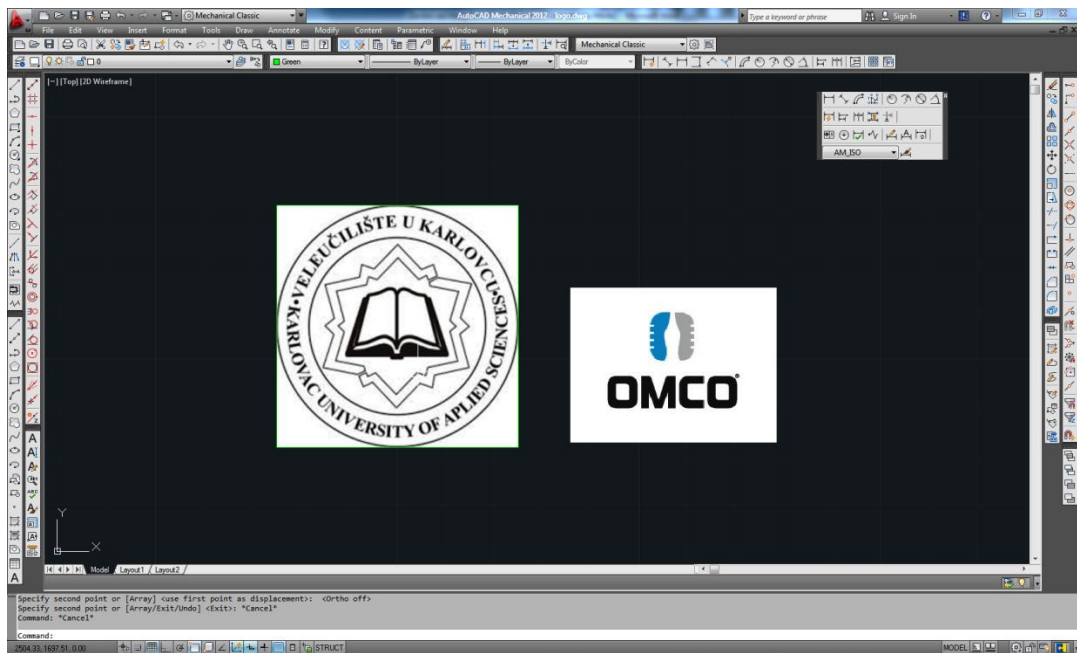 Mechanical Classic
AutoCAD Mechanical 2012 logo.dwg
Type a keyword or phrase
Sign In
File Edit View Insert Format Tools Draw Annotate Modify Content Parametric Window Help
Mechanical Classic
0
Green
ByLayer
ByLayer
ByColor
[−] [Top] [2D Wireframe]
AM_ISO
VELEUČILIŠTE U KARLOVCU
KARLOVAC UNIVERSITY OF APLIED SCIENCES
OMCO
Y
X
Model Layout1 Layout2
Specify second point or [Array] <use first point as displacement>: <Ortho off>
Specify second point or [Array/Exit/Undo] <Exit>: *Cancel*
Command: *Cancel*
Command:
2504.33, 1697.51, 0.00
STRUCT
MODEL